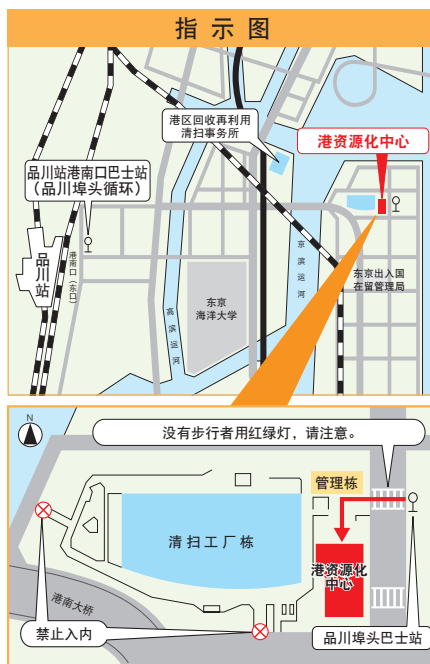 指示图
港区回收再利用
清扫事务所
港资源化中心
品川站港南口巴士站
（品川埠头循环）
品川站
港南口（东口）
东京
海洋大学
高滨运河
京滨运河
东京出入国
在留管理局
N
没有步行者用红绿灯，请注意。
管理栋
清扫工厂栋
港资源化
中心
港南大桥
禁止入内
品川埠头巴士站